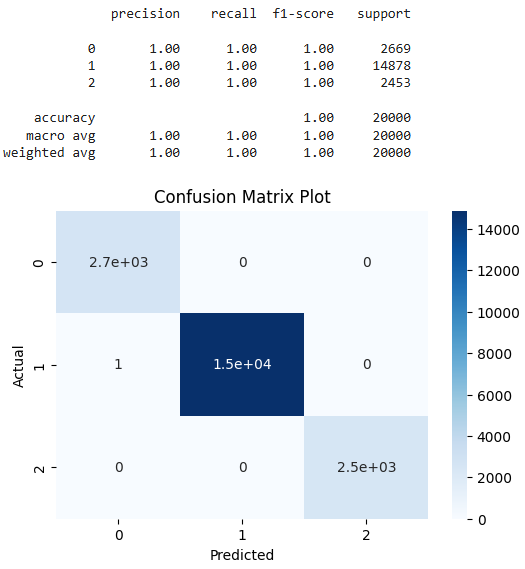 precision recall f1-score support
0 1.00 1.00 1.00 2669
1 1.00 1.00 1.00 14878
2 1.00 1.00 1.00 2453
accuracy 1.00 20000
macro avg 1.00 1.00 1.00 20000
weighted avg 1.00 1.00 1.00 20000
Confusion Matrix Plot
14000
12000
10000
8000
6000
4000
2000
0
Actual
0 2.7e+03 0 0
1 1 1.5e+04 0
2 0 0 2.5e+03
0 1 2
Predicted